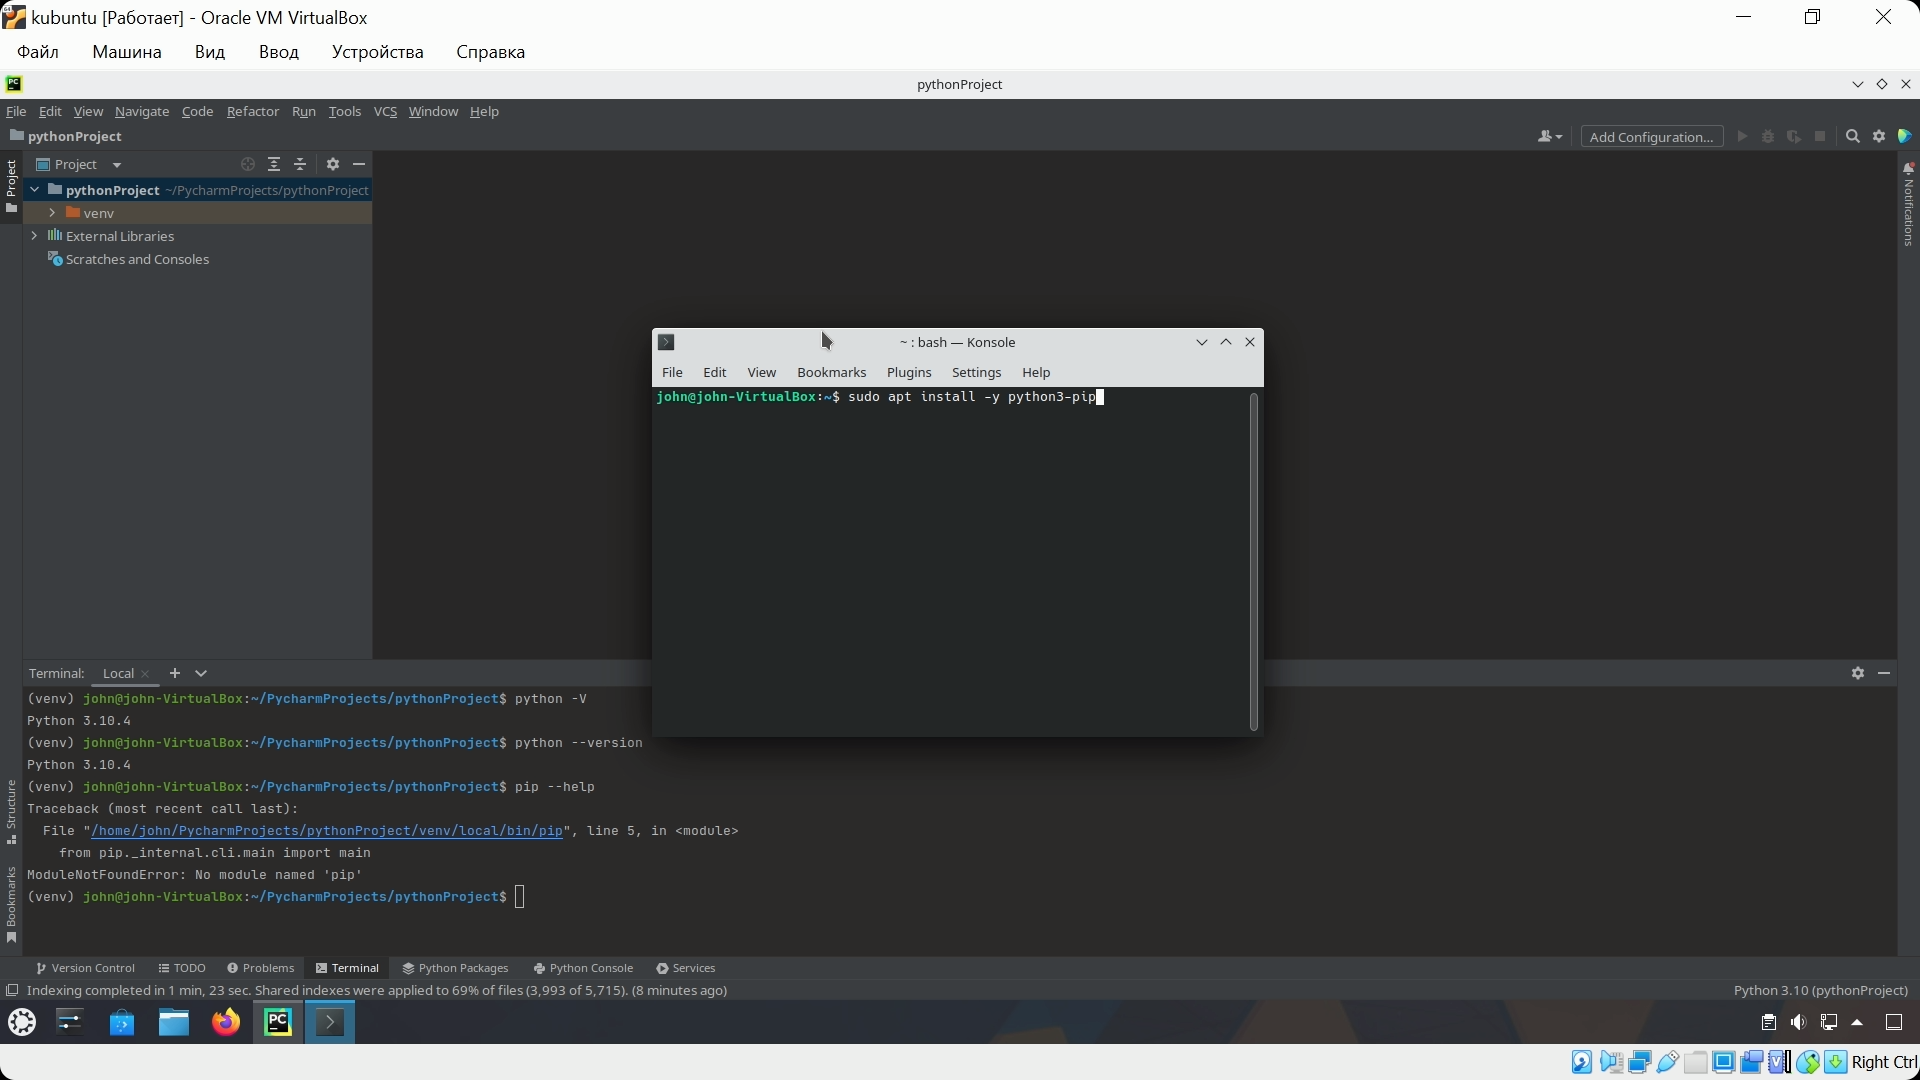 kubuntu [Работает] - Oracle VM VirtualBox
Файл Машина Вид Ввод Устройства Справка
pythonProject
File Edit View Navigate Code Refactor Run Tools VCS Window Help
pythonProject
Add Configuration...
Project
Project
pythonProject ~/PycharmProjects/pythonProject
venv
External Libraries
Scratches and Consoles
Notifications
~ : bash — Konsole
File Edit View Bookmarks Plugins Settings Help
john@john-VirtualBox:~$ sudo apt install -y python3-pip
Terminal: Local
(venv) john@john-VirtualBox:~/PycharmProjects/pythonProject$ python -V
Python 3.10.4
(venv) john@john-VirtualBox:~/PycharmProjects/pythonProject$ python --version
Python 3.10.4
(venv) john@john-VirtualBox:~/PycharmProjects/pythonProject$ pip --help
Traceback (most recent call last):
File "/home/john/PycharmProjects/pythonProject/venv/local/bin/pip", line 5, in <module>
from pip._internal.cli.main import main
ModuleNotFoundError: No module named 'pip'
(venv) john@john-VirtualBox:~/PycharmProjects/pythonProject$
Structure
Bookmarks
Version Control TODO Problems Terminal Python Packages Python Console Services
Indexing completed in 1 min, 23 sec. Shared indexes were applied to 69% of files (3,993 of 5,715). (8 minutes ago)
Python 3.10 (pythonProject)
Right Ctrl